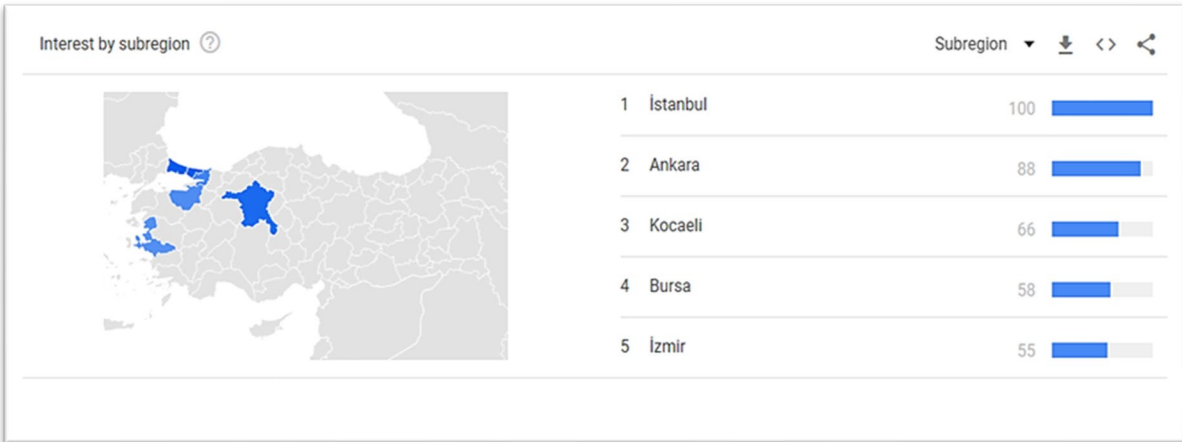 Interest by subregion ?
Subregion
1 İstanbul 100
2 Ankara 88
3 Kocaeli 66
4 Bursa 58
5 İzmir 55